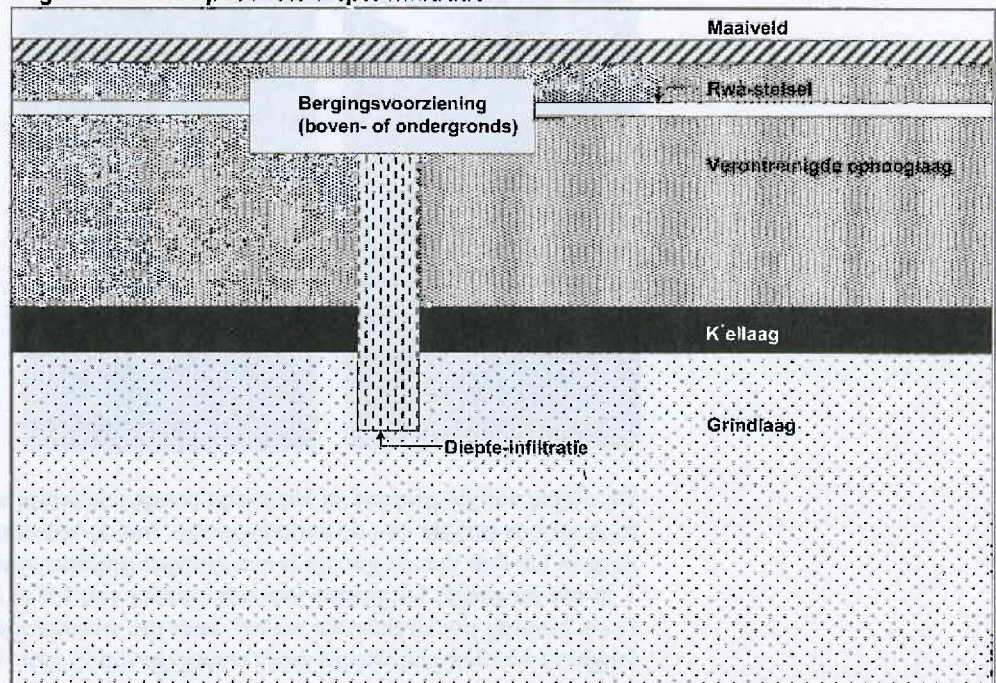 Maaiveld
Rwa-stelsel
Bergingsvoorziening
(boven- of ondergronds)
Verontreinigde ophooglaag
Kleilaag
Grindlaag
Diepte-infiltratie